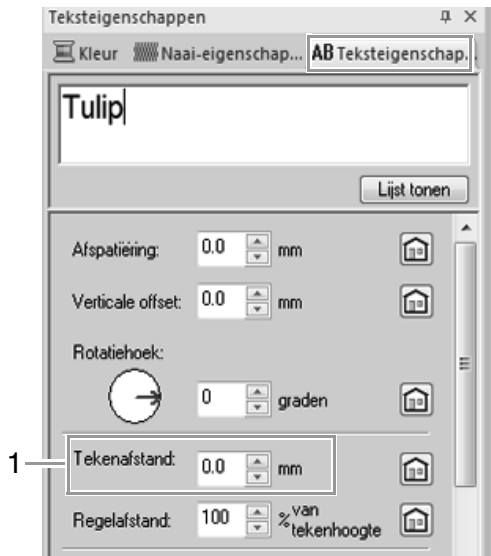 Teksteigenschappen
Kleur Naai-eigenschap... AB Teksteigenschap...
Tulip
Lijst tonen
Afspatiëring: 0.0 mm
Verticale offset: 0.0 mm
Rotatiehoek:
0 graden
1 Tekenafstand: 0.0 mm
Regelafstand: 100 % van tekenhoogte